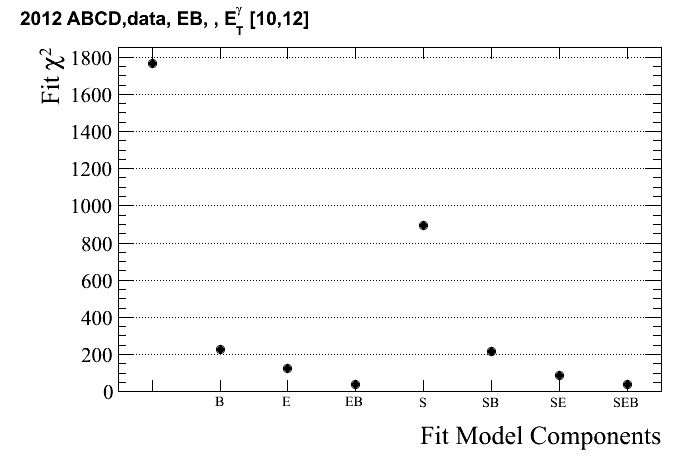 2012 ABCD,data, EB, , E_T^γ [10,12]
Fit χ²
1800
1600
1400
1200
1000
800
600
400
200
0
B E EB S SB SE SEB
Fit Model Components